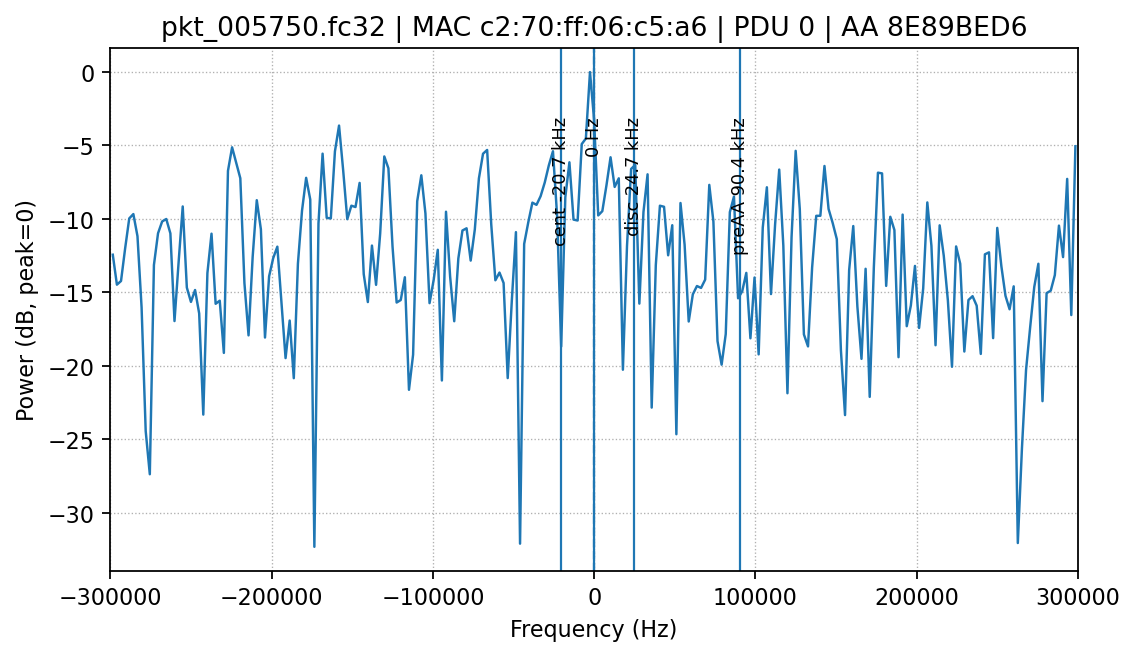 pkt_005750.fc32 | MAC c2:70:ff:06:c5:a6 | PDU 0 | AA 8E89BED6
Power (dB, peak=0)
0
−5
−10
−15
−20
−25
−30
cent -20.7 kHz
0 Hz
disc 24.7 kHz
preAA 90.4 kHz
−300000
−200000
−100000
0
100000
200000
300000
Frequency (Hz)